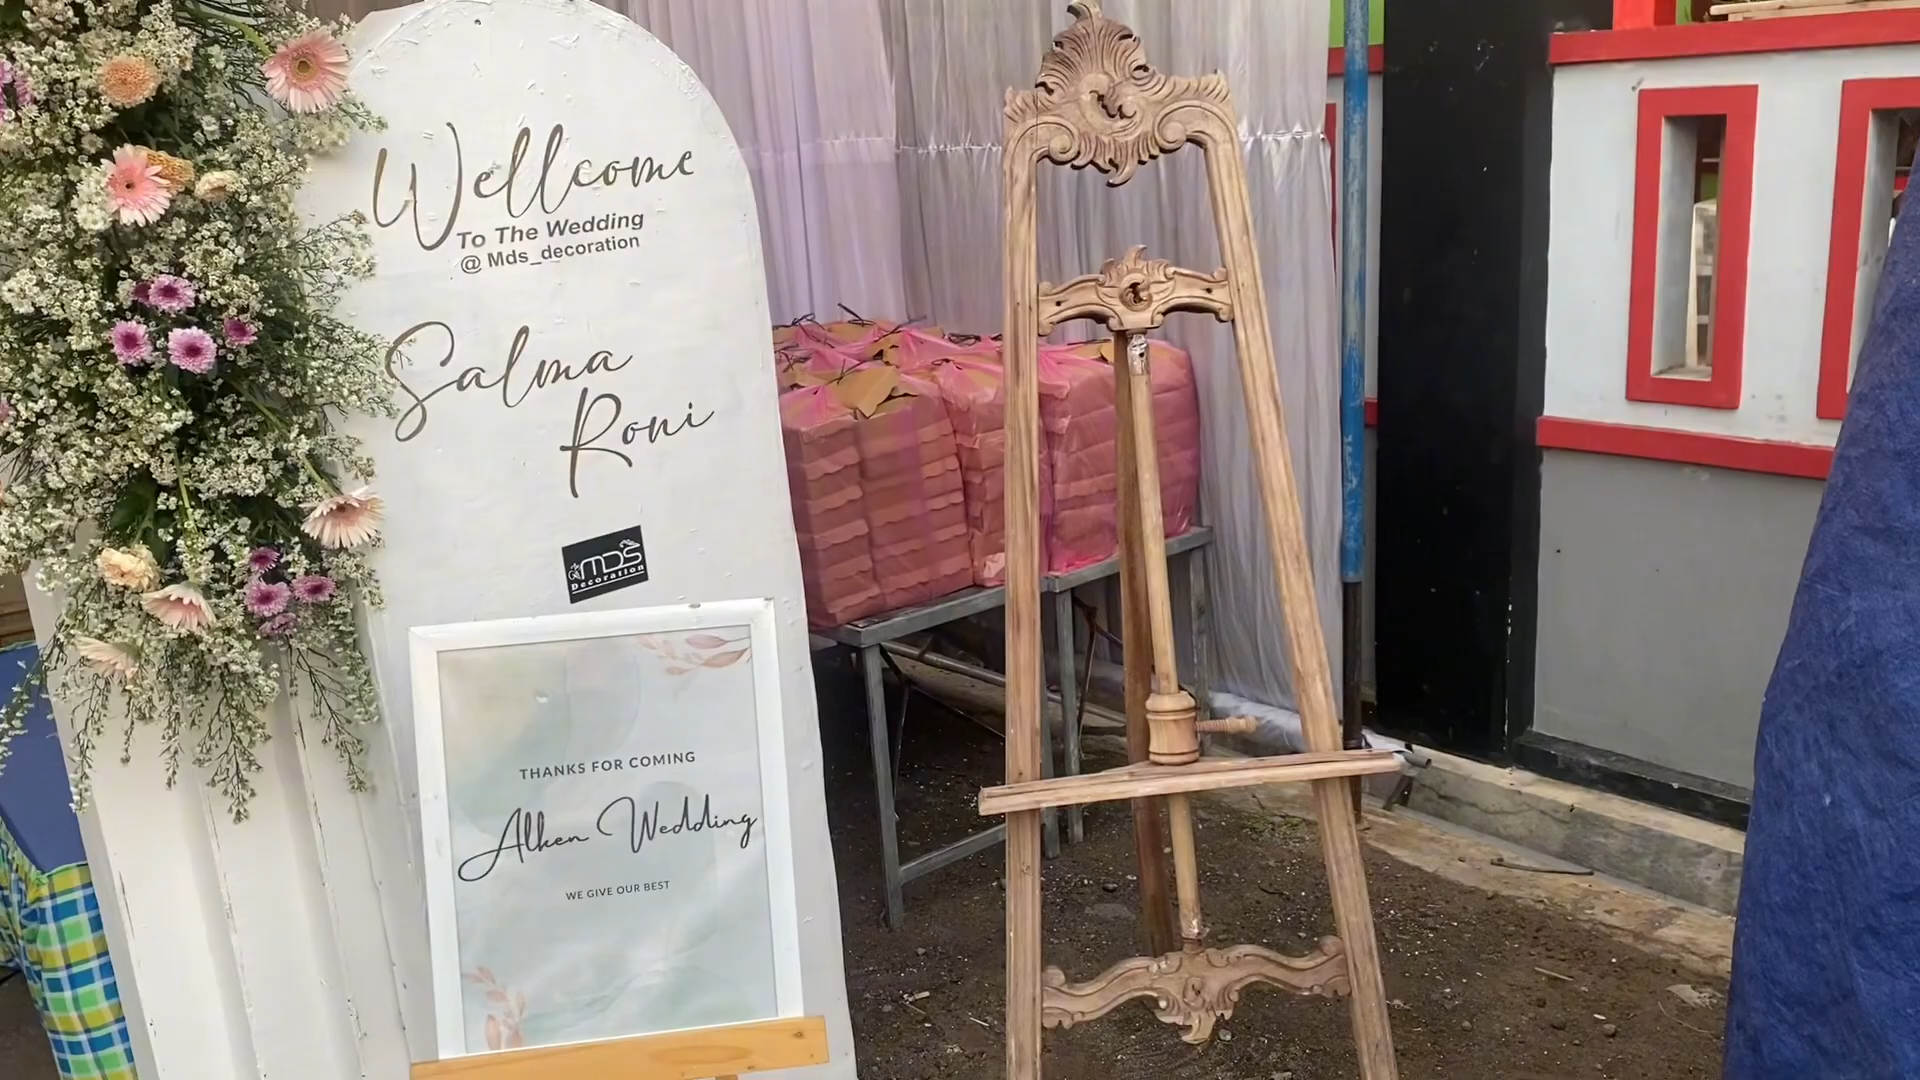 Wellcome
To The Wedding
@ Mds_decoration
Salma
Roni
MDS
Decoration
THANKS FOR COMING
Alken Wedding
WE GIVE OUR BEST